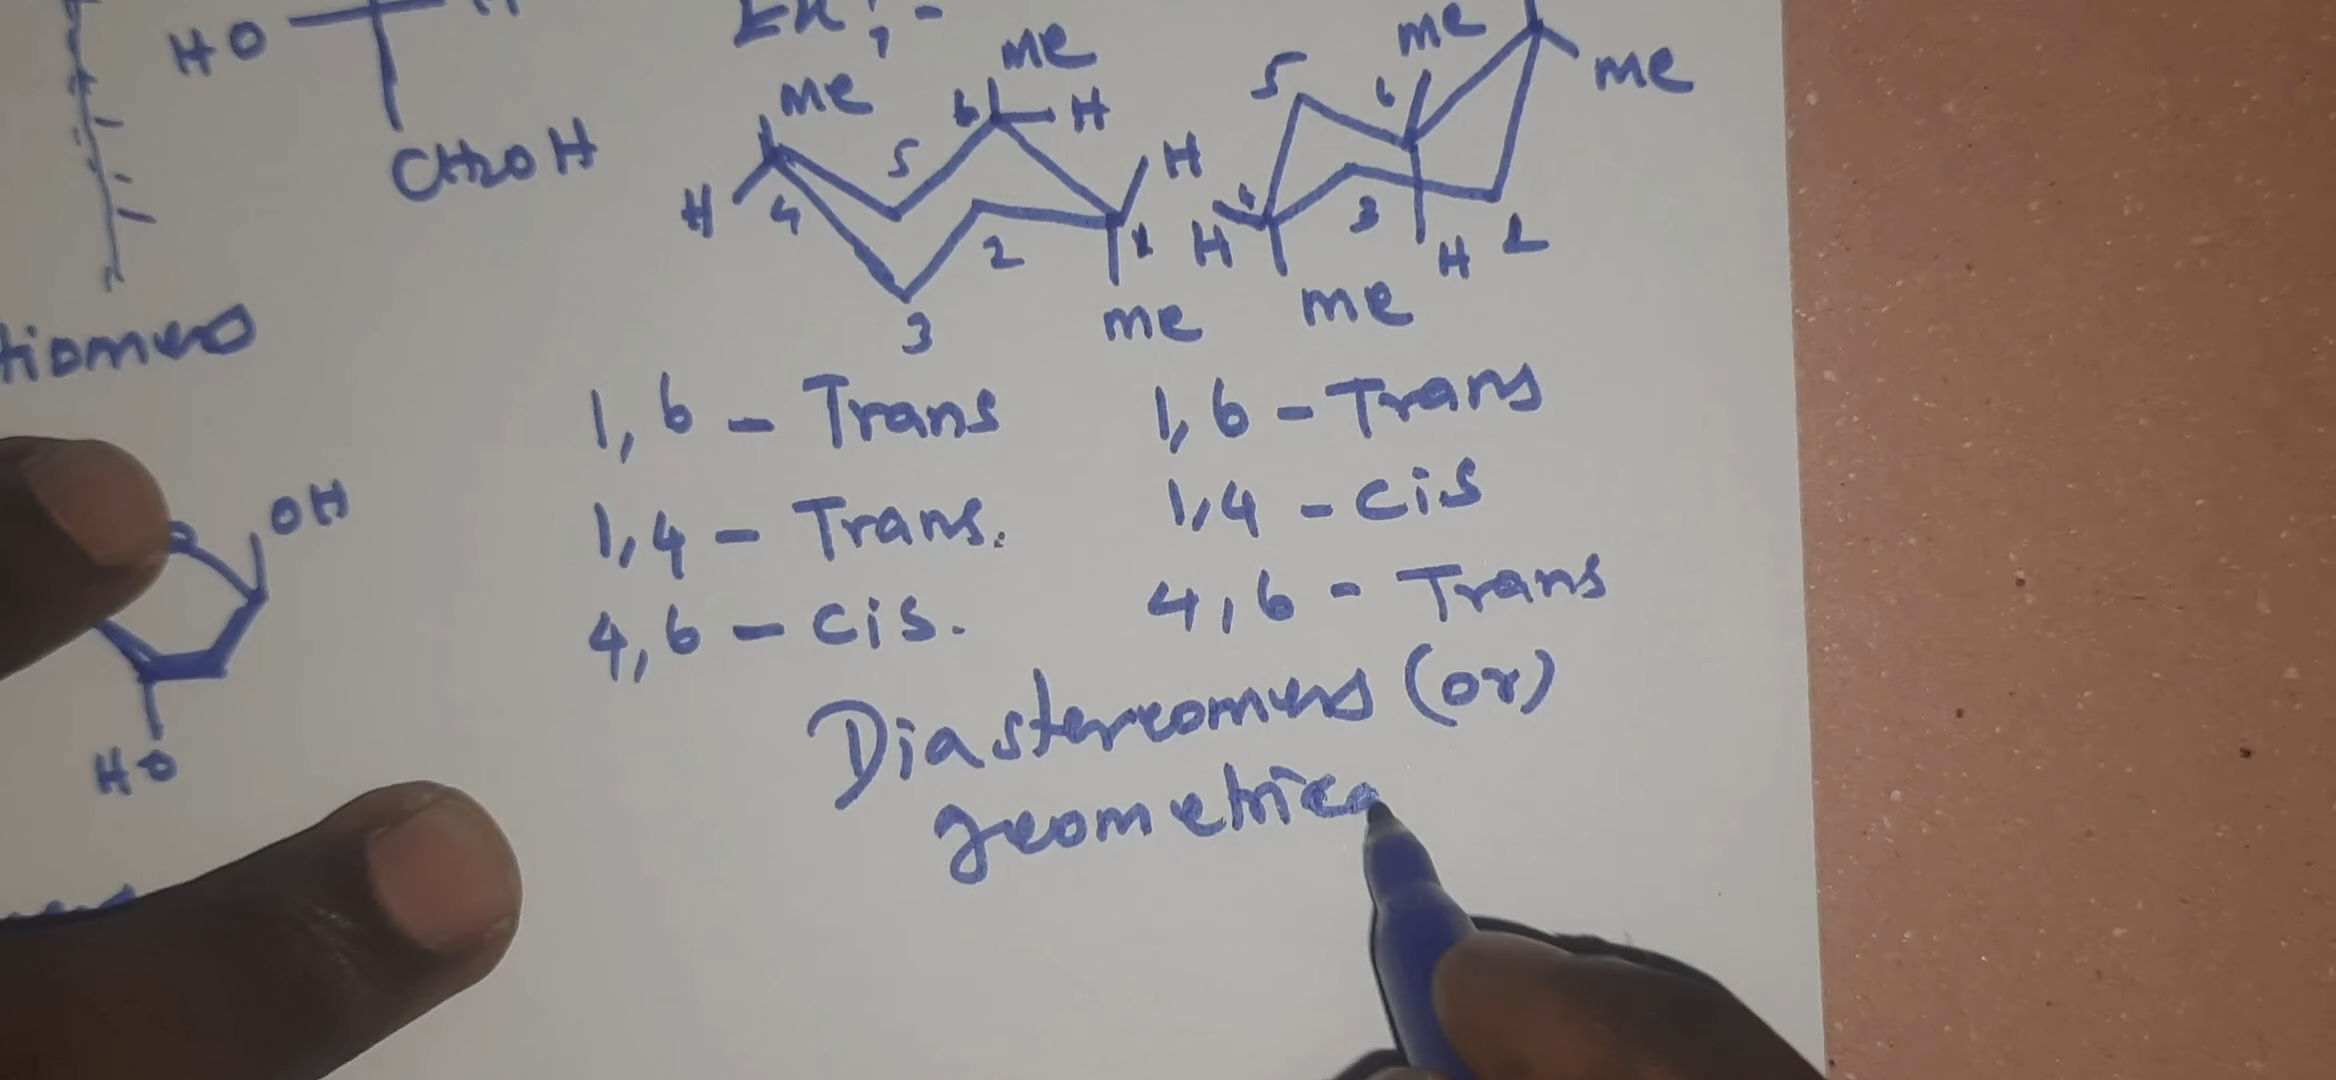 Ex:-
HO
CH2OH
Me
Me
6
H
5
H
4
H
2
1
Me
3
Me
Me
5
6
H
3
H
1
Me
1,6 - Trans
1,4 - Trans.
4,6 - Cis.
1,6 - Trans
1,4 - Cis
4,6 - Trans
Diastereomers (or)
geometrica
tiomers
OH
HO